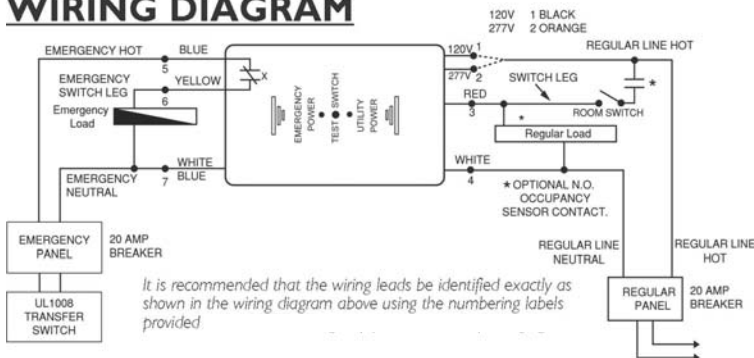 WIRING DIAGRAM
120V 1 BLACK
277V 2 ORANGE
EMERGENCY HOT
5
BLUE
120V 1
REGULAR LINE HOT
EMERGENCY
SWITCH LEG
6
YELLOW
X
277V 2
SWITCH LEG
*
Emergency
Load
EMERGENCY
POWER
TEST SWITCH
UTILITY
POWER
RED
3
ROOM SWITCH
*
Regular Load
EMERGENCY
NEUTRAL
7
WHITE
BLUE
WHITE
4
* OPTIONAL N.O.
OCCUPANCY
SENSOR CONTACT.
EMERGENCY
PANEL
20 AMP
BREAKER
REGULAR LINE
NEUTRAL
REGULAR LINE
HOT
UL1008
TRANSFER
SWITCH
It is recommended that the wiring leads be identified exactly as
shown in the wiring diagram above using the numbering labels
provided
REGULAR
PANEL
20 AMP
BREAKER